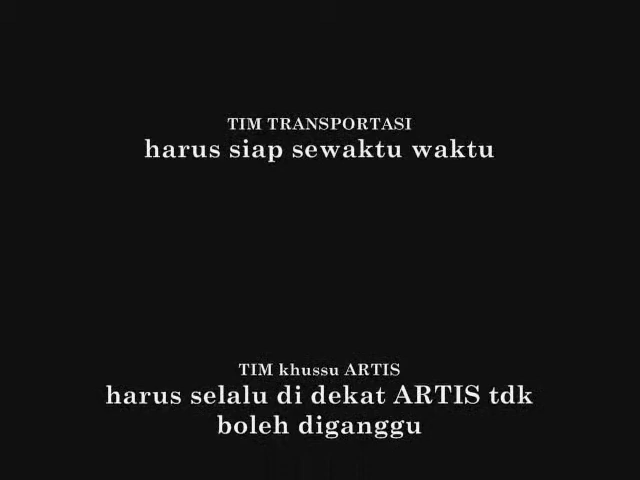 TIM TRANSPORTASI
harus siap sewaktu waktu
TIM khussu ARTIS
harus selalu di dekat ARTIS tdk
boleh diganggu